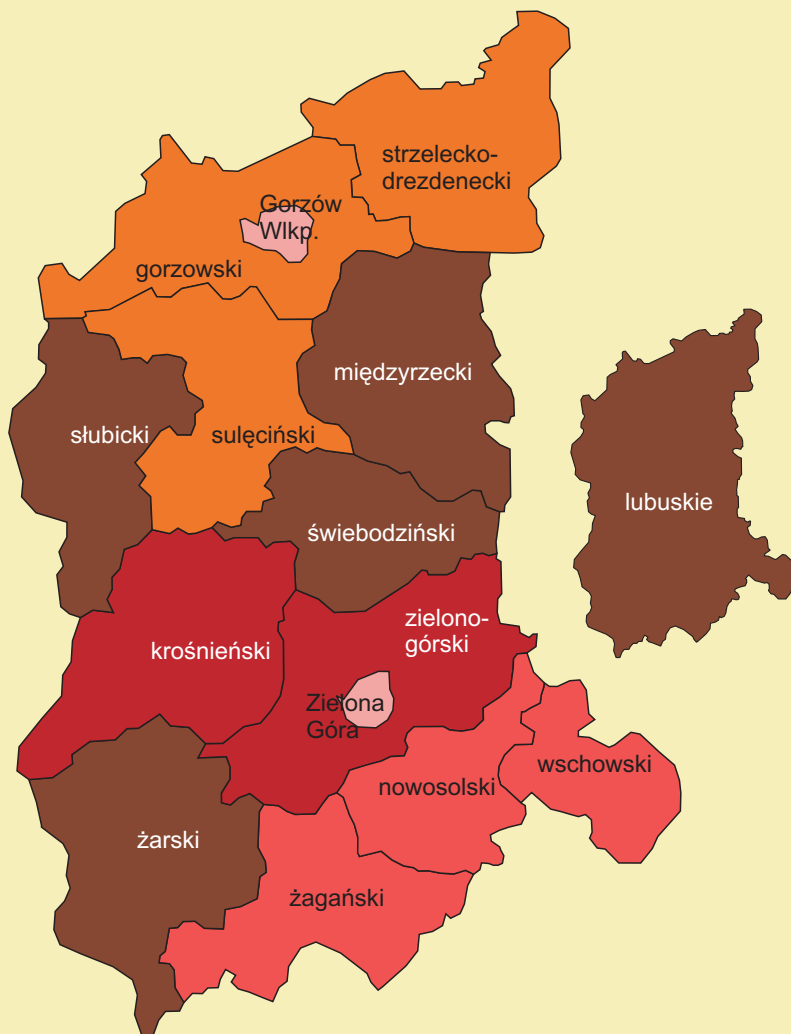 strzelecko-
drezdenecki
Gorzów
Wlkp.
gorzowski
międzyrzecki
słubicki
sulęciński
lubuskie
świebodziński
zielono-
górski
krośnieński
Zielona
Góra
wschowski
nowosolski
żarski
żagański